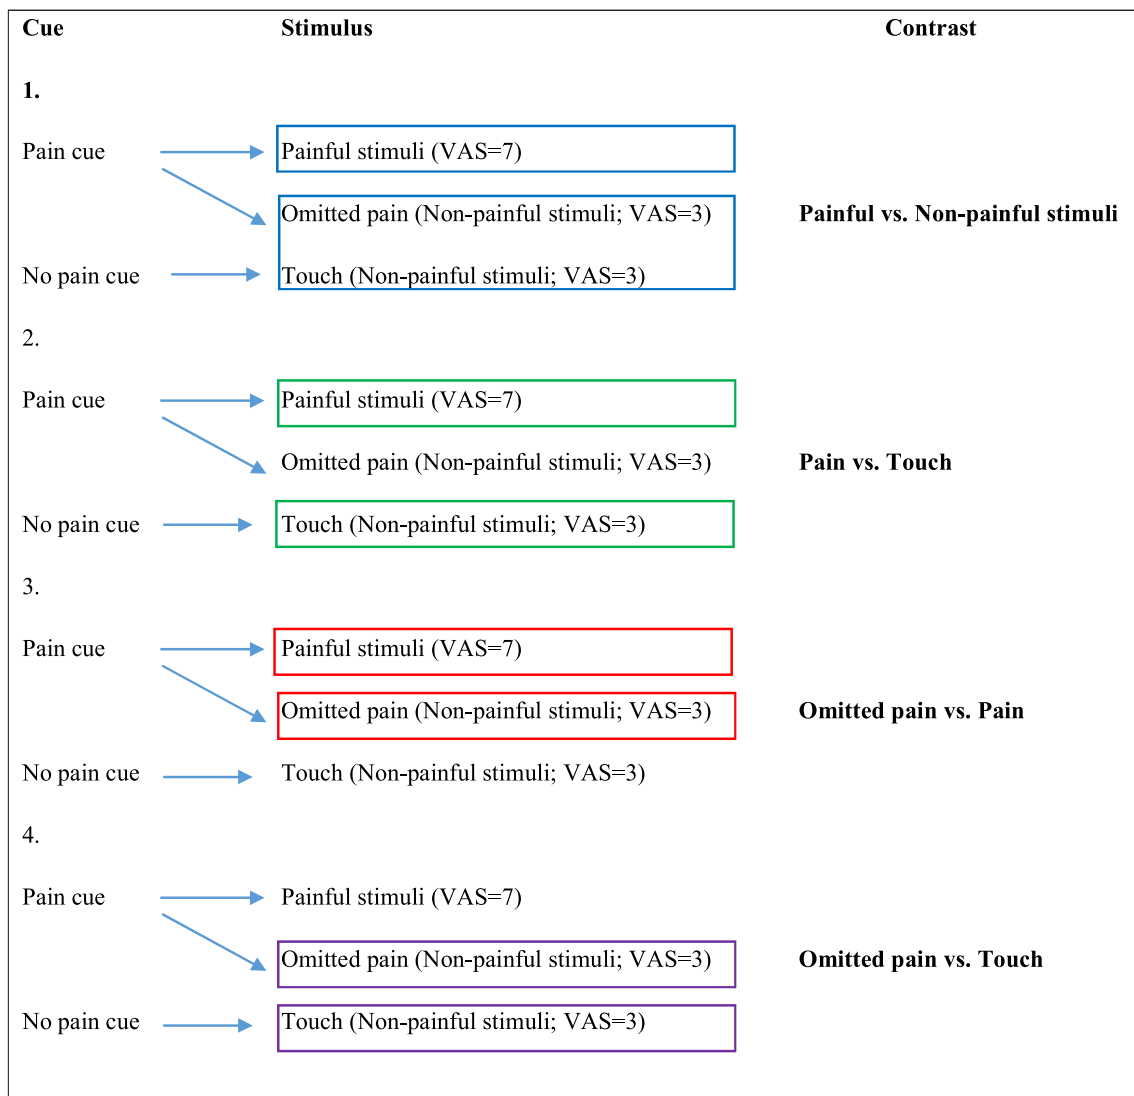 Cue Stimulus Contrast
1.
Pain cue Painful stimuli (VAS=7)
Omitted pain (Non-painful stimuli; VAS=3) Painful vs. Non-painful stimuli
No pain cue Touch (Non-painful stimuli; VAS=3)
2.
Pain cue Painful stimuli (VAS=7)
Omitted pain (Non-painful stimuli; VAS=3) Pain vs. Touch
No pain cue Touch (Non-painful stimuli; VAS=3)
3.
Pain cue Painful stimuli (VAS=7)
Omitted pain (Non-painful stimuli; VAS=3) Omitted pain vs. Pain
No pain cue Touch (Non-painful stimuli; VAS=3)
4.
Pain cue Painful stimuli (VAS=7)
Omitted pain (Non-painful stimuli; VAS=3) Omitted pain vs. Touch
No pain cue Touch (Non-painful stimuli; VAS=3)